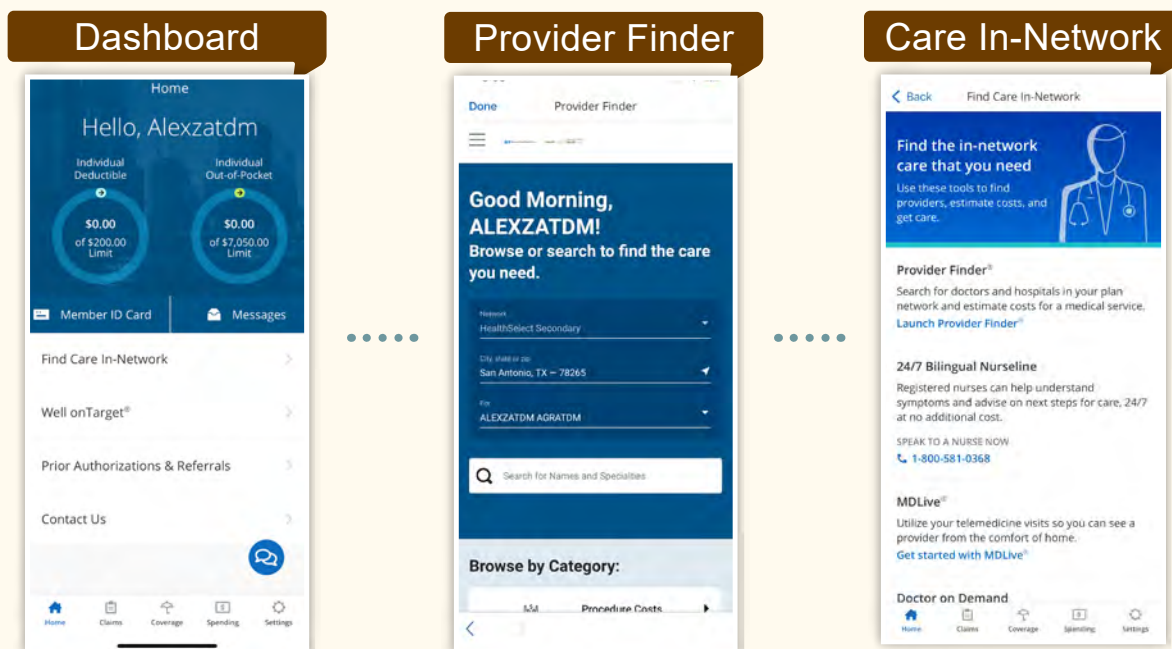 Dashboard
Home
Hello, Alexzatdm
Individual
Deductible
$0.00
of $200.00
Limit
Individual
Out-of-Pocket
$0.00
of $7,050.00
Limit
Member ID Card
Messages
Find Care In-Network
Well onTarget®
Prior Authorizations & Referrals
Contact Us
Home
Claims
Coverage
Spending
Settings
Provider Finder
Done
Provider Finder
Good Morning,
ALEXZATDM!
Browse or search to find the care
you need.
Network
HealthSelect Secondary
City, state or zip
San Antonio, TX – 78265
For
ALEXZATDM AGRATDM
Search for Names and Specialties
Browse by Category:
Procedure Costs
Care In-Network
Back
Find Care In-Network
Find the in-network
care that you need
Use these tools to find
providers, estimate costs, and
get care.
Provider Finder®
Search for doctors and hospitals in your plan
network and estimate costs for a medical service.
Launch Provider Finder®
24/7 Bilingual Nurseline
Registered nurses can help understand
symptoms and advise on next steps for care, 24/7
at no additional cost.
SPEAK TO A NURSE NOW
1-800-581-0368
MDLive®
Utilize your telemedicine visits so you can see a
provider from the comfort of home.
Get started with MDLive®
Doctor on Demand
Home
Claims
Coverage
Spending
Settings